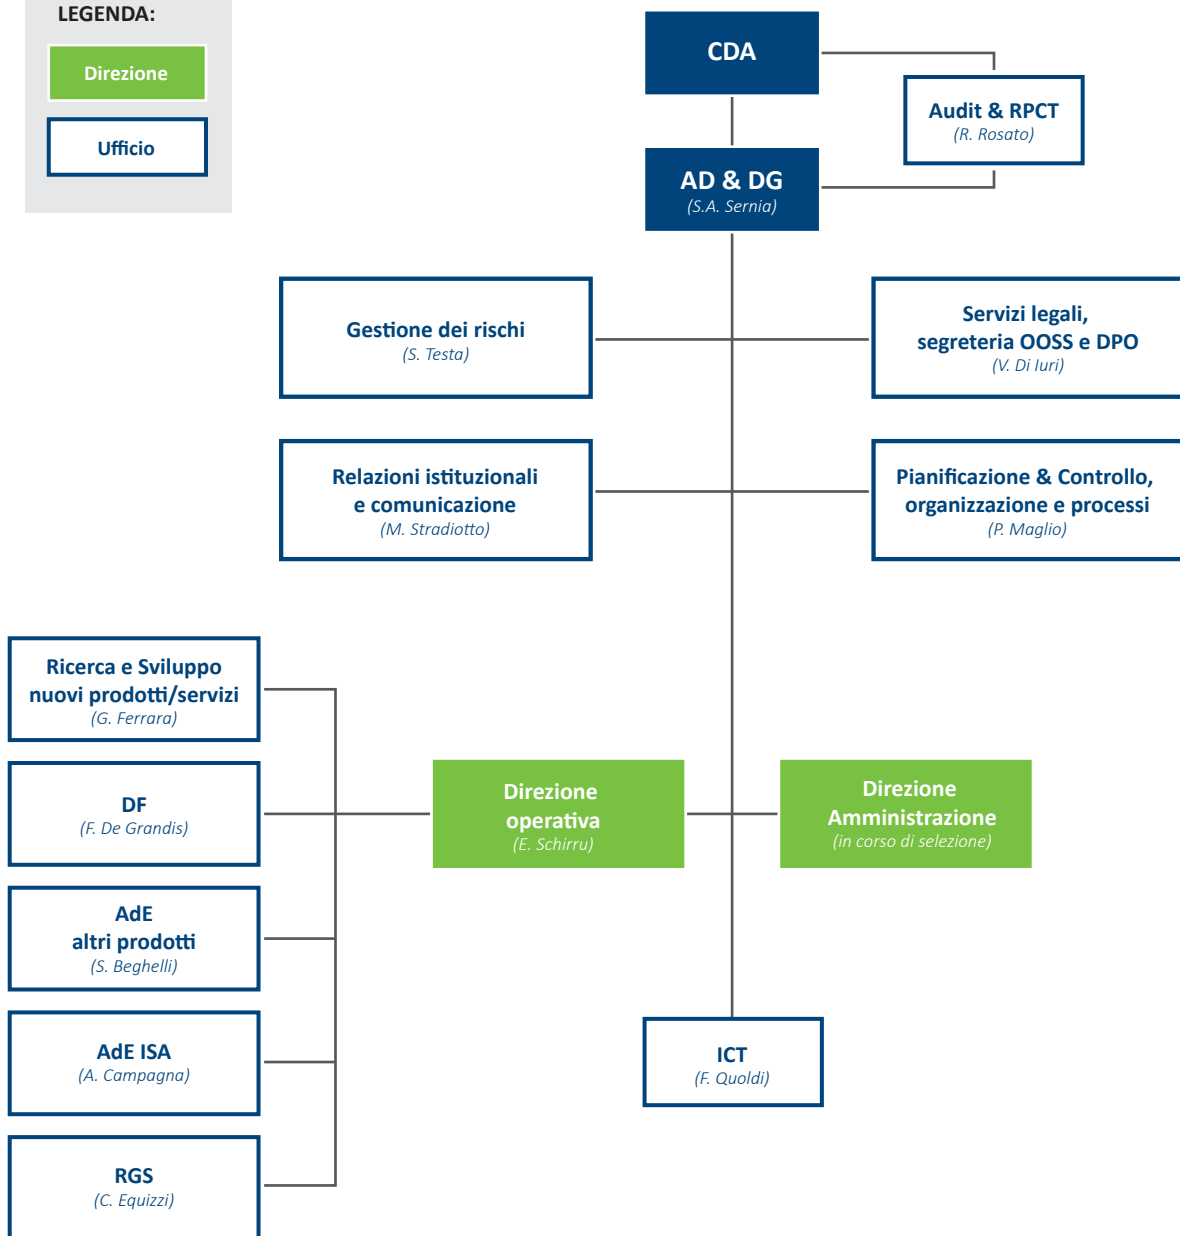 LEGENDA:
Direzione
Ufficio
CDA
Audit & RPCT
(R. Rosato)
AD & DG
(S.A. Sernia)
Gestione dei rischi
(S. Testa)
Servizi legali,
segreteria OOSS e DPO
(V. Di Iuri)
Relazioni istituzionali
e comunicazione
(M. Stradiotto)
Pianificazione & Controllo,
organizzazione e processi
(P. Maglio)
Ricerca e Sviluppo
nuovi prodotti/servizi
(G. Ferrara)
DF
(F. De Grandis)
AdE
altri prodotti
(S. Beghelli)
AdE ISA
(A. Campagna)
RGS
(C. Equizzi)
Direzione
operativa
(E. Schirru)
Direzione
Amministrazione
(in corso di selezione)
ICT
(F. Quoldi)